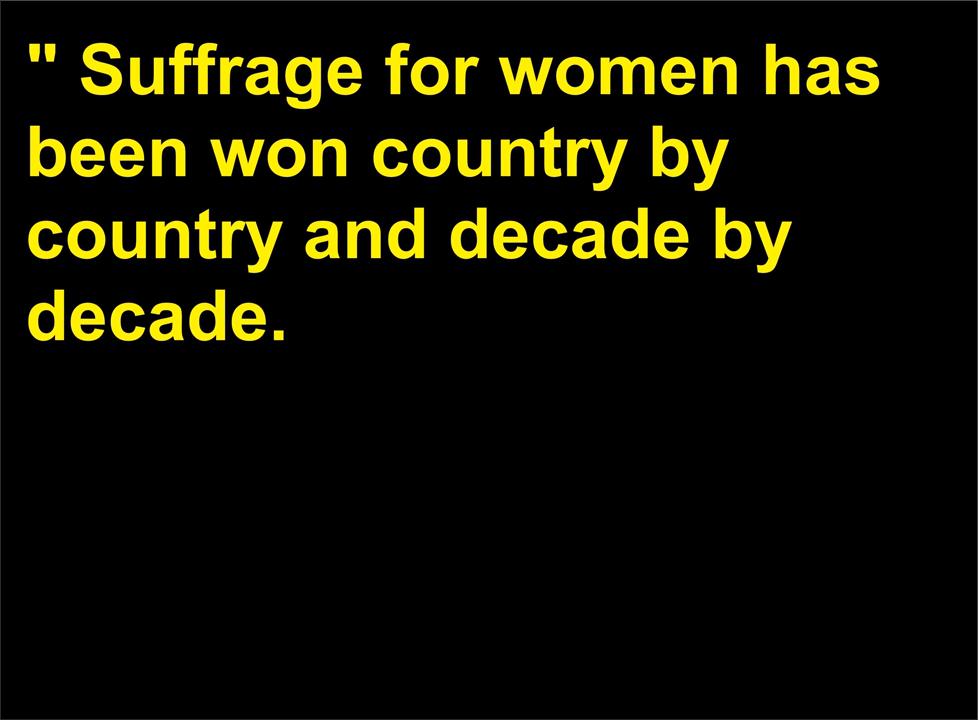 " Suffrage for women has
been won country by
country and decade by
decade.